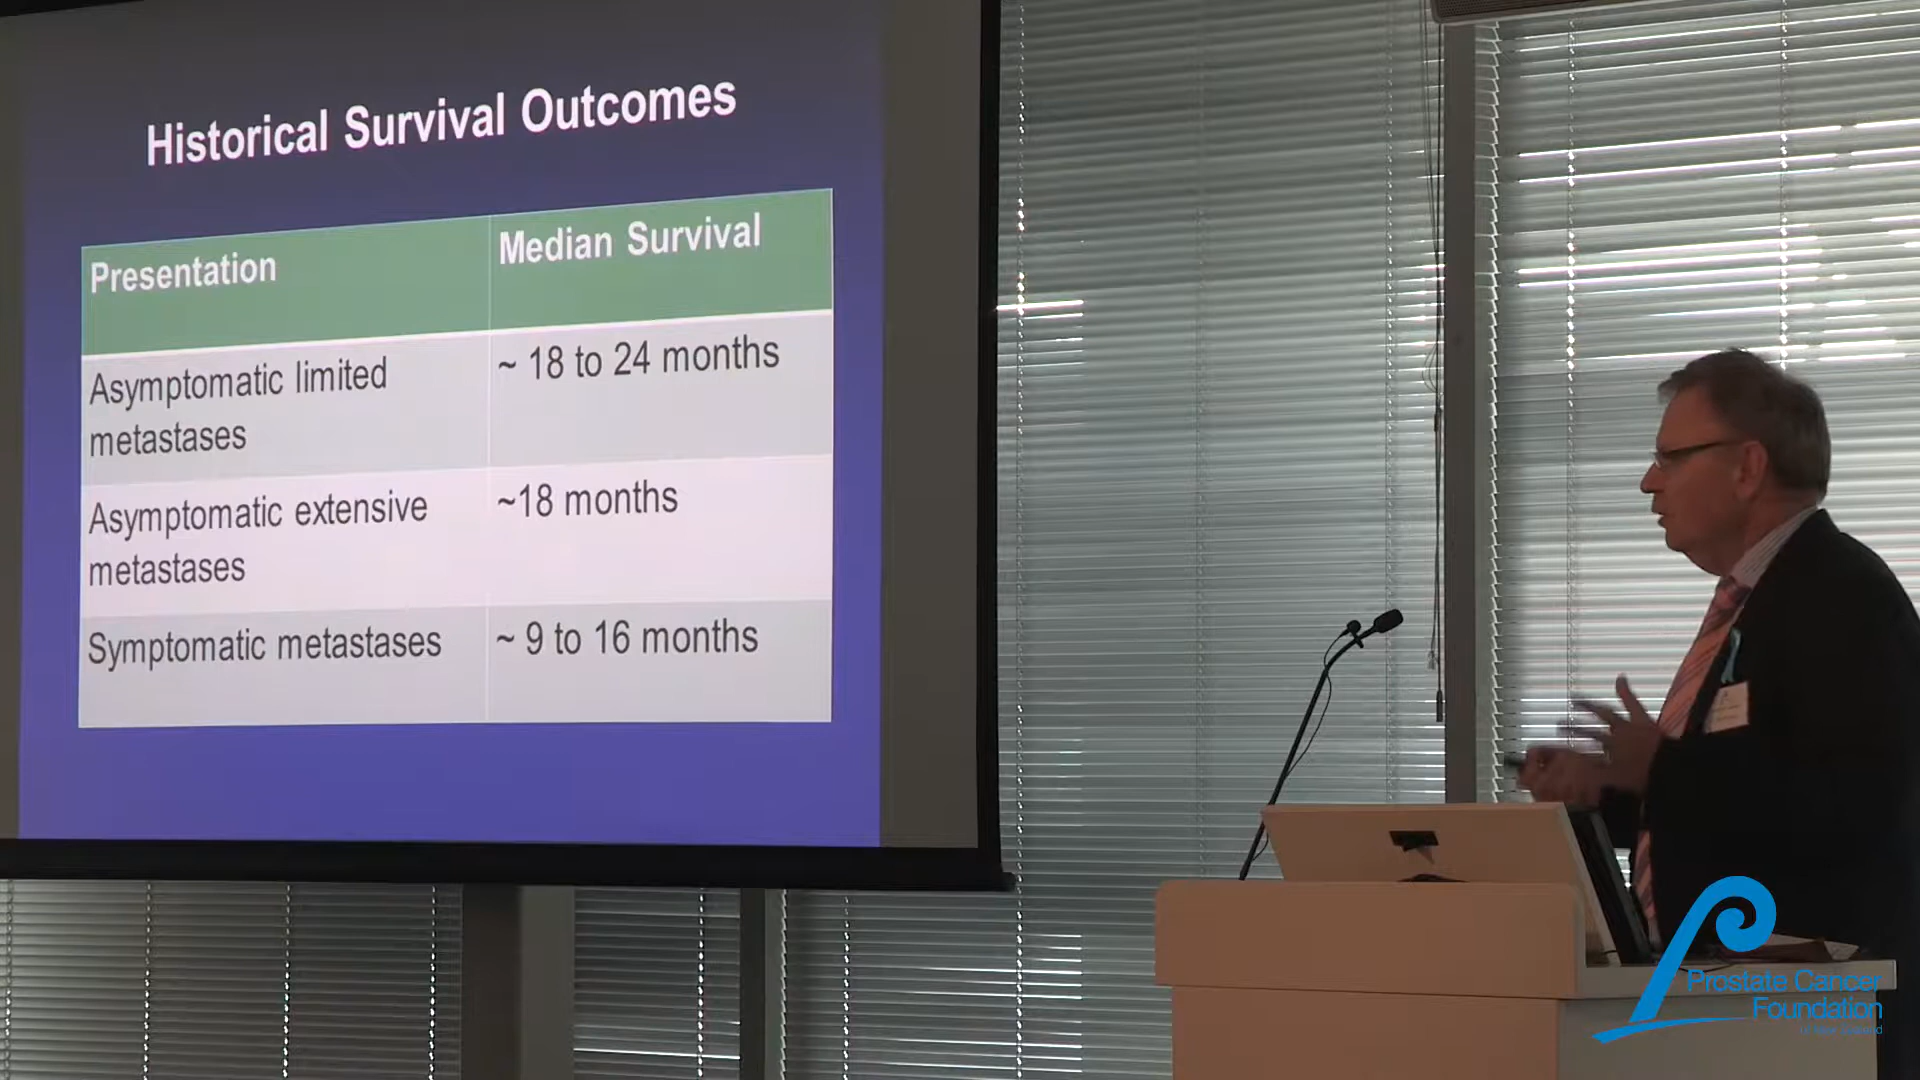 Historical Survival Outcomes
Presentation
Median Survival
Asymptomatic limited
metastases
~ 18 to 24 months
Asymptomatic extensive
metastases
~18 months
Symptomatic metastases
~ 9 to 16 months
Prostate Cancer
Foundation